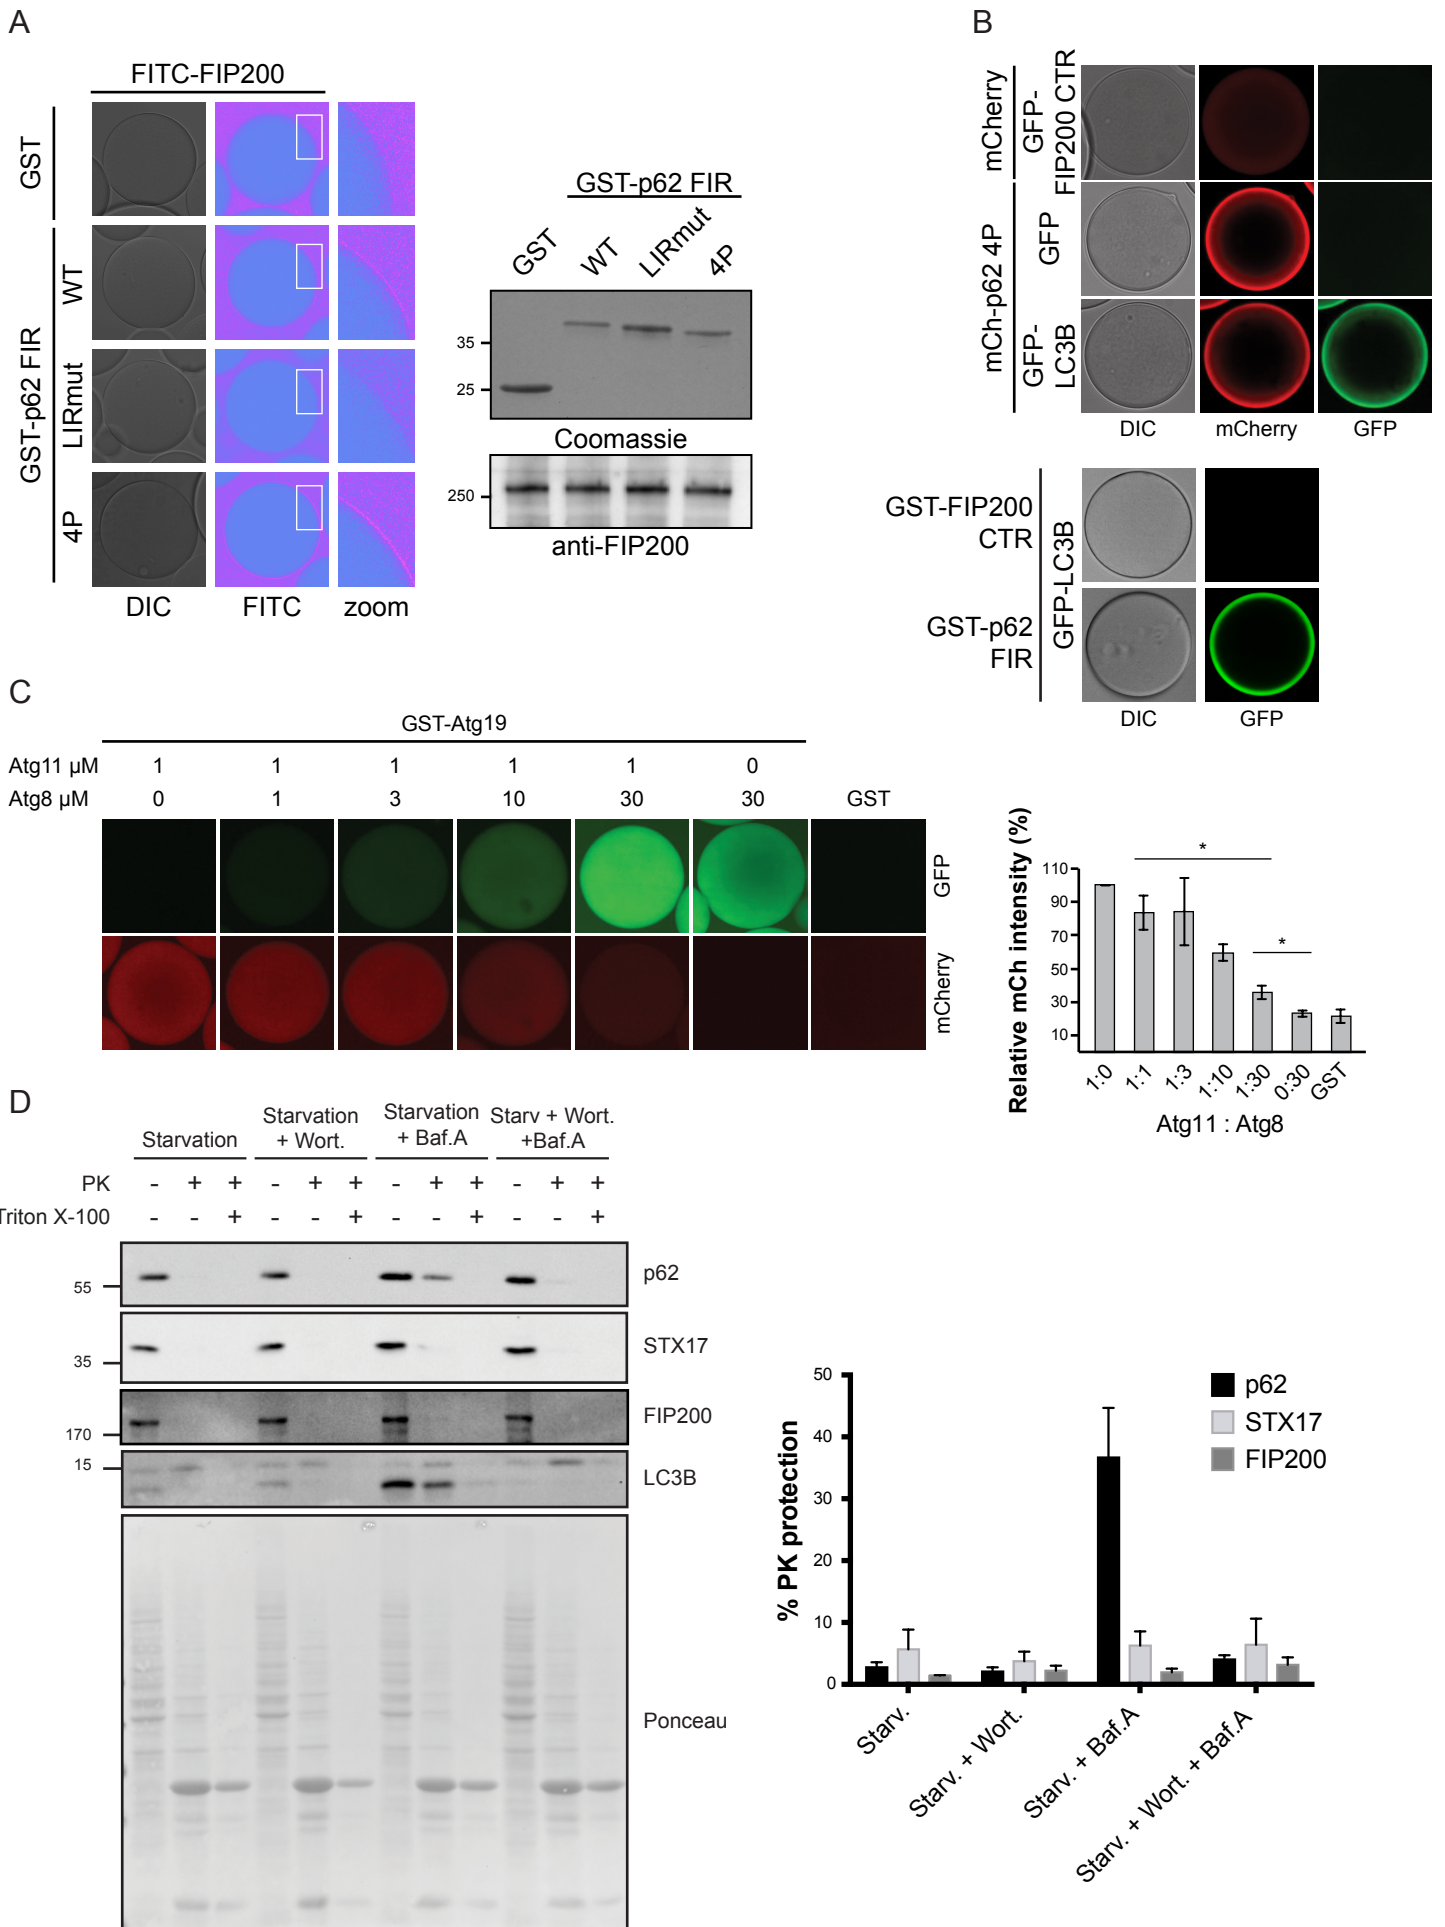 A
FITC-FIP200
GST
GST-p62 FIR
WT
LIRmut
4P
DIC
FITC
zoom
GST-p62 FIR
GST
WT
LIRmut
4P
35
25
Coomassie
250
anti-FIP200
B
mCherry
GFP-
FIP200 CTR
mCh-p62 4P
GFP
GFP-
LC3B
DIC
mCherry
GFP
GST-FIP200
CTR
GST-p62
FIR
GFP-LC3B
DIC
GFP
C
GST-Atg19
Atg11 µM 1 1 1 1 1 0
Atg8 µM 0 1 3 10 30 30 GST
GFP
mCherry
Relative mCh intensity (%)
110
90
70
50
30
10
*
*
1:0
1:1
1:3
1:10
1:30
0:30
GST
Atg11 : Atg8
D
Starvation
Starvation
+ Wort.
Starvation
+ Baf.A
Starv + Wort.
+Baf.A
PK - + + - + + - + + - + +
Triton X-100 - - + - - + - - + - - +
55
p62
35
STX17
170
FIP200
15
LC3B
Ponceau
% PK protection
50
40
30
20
10
0
p62
STX17
FIP200
Starv.
Starv. + Wort.
Starv. + Baf.A
Starv. + Wort. + Baf.A